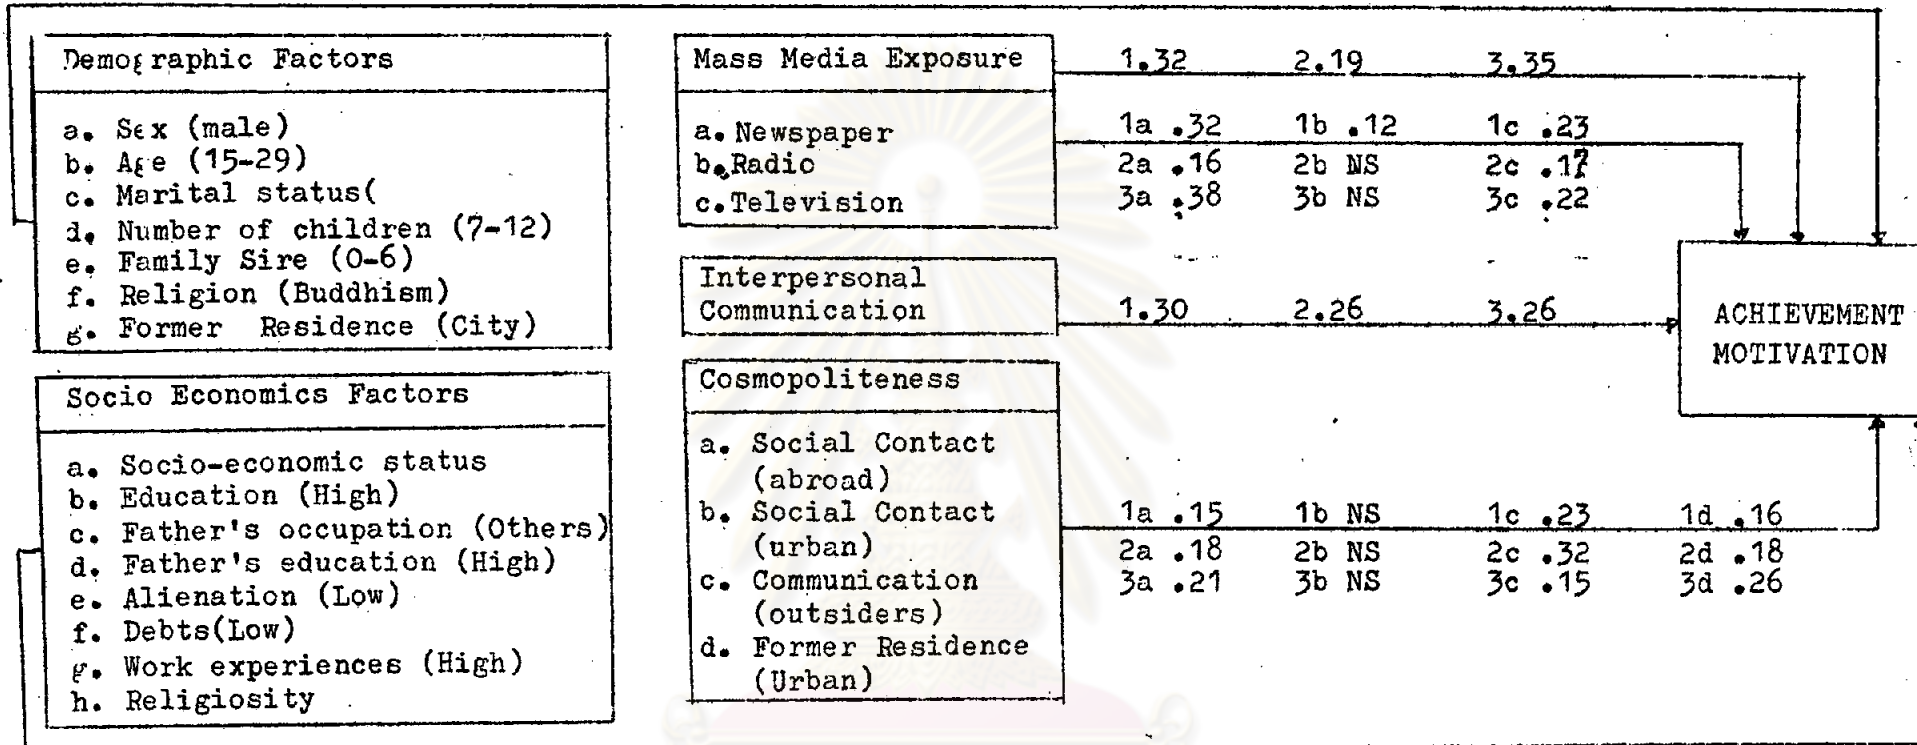 Demographic Factors
a. Sex (male)
b. Age (15-29)
c. Marital status(
d. Number of children (7-12)
e. Family Sire (0-6)
f. Religion (Buddhism)
g. Former Residence (City)
Socio Economics Factors
a. Socio-economic status
b. Education (High)
c. Father's occupation (Others)
d. Father's education (High)
e. Alienation (Low)
f. Debts(Low)
g. Work experiences (High)
h. Religiosity
Mass Media Exposure
a. Newspaper
b. Radio
c. Television
1.32 2.19 3.35
1a .32 1b .12 1c .23
2a .16 2b NS 2c .17
3a .38 3b NS 3c .22
Interpersonal
Communication
1.30 2.26 3.26
Cosmopoliteness
a. Social Contact
(abroad)
b. Social Contact
(urban)
c. Communication
(outsiders)
d. Former Residence
(Urban)
1a .15 1b NS 1c .23 1d .16
2a .18 2b NS 2c .32 2d .18
3a .21 3b NS 3c .15 3d .26
ACHIEVEMENT
MOTIVATION